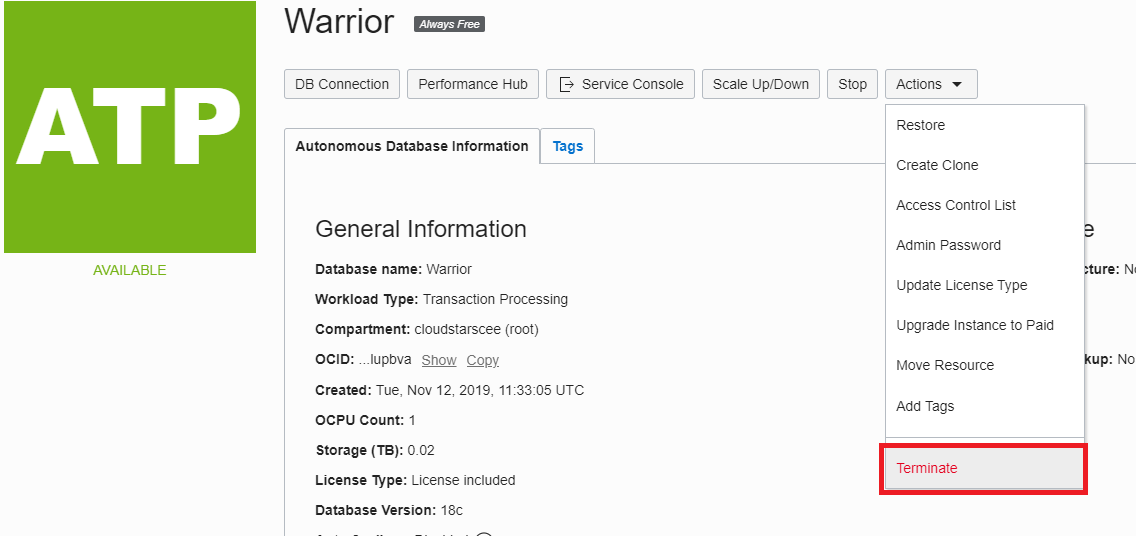 ATP
AVAILABLE
Warrior Always Free
DB Connection Performance Hub Service Console Scale Up/Down Stop Actions
Restore
Create Clone
Access Control List
Admin Password
Update License Type
Upgrade Instance to Paid
Move Resource
Add Tags
Terminate
Autonomous Database Information Tags
General Information
Database name: Warrior
Workload Type: Transaction Processing
Compartment: cloudstarscee (root)
OCID: ...lupbva Show Copy
Created: Tue, Nov 12, 2019, 11:33:05 UTC
OCPU Count: 1
Storage (TB): 0.02
License Type: License included
Database Version: 18c
e
cture: No
kup: No